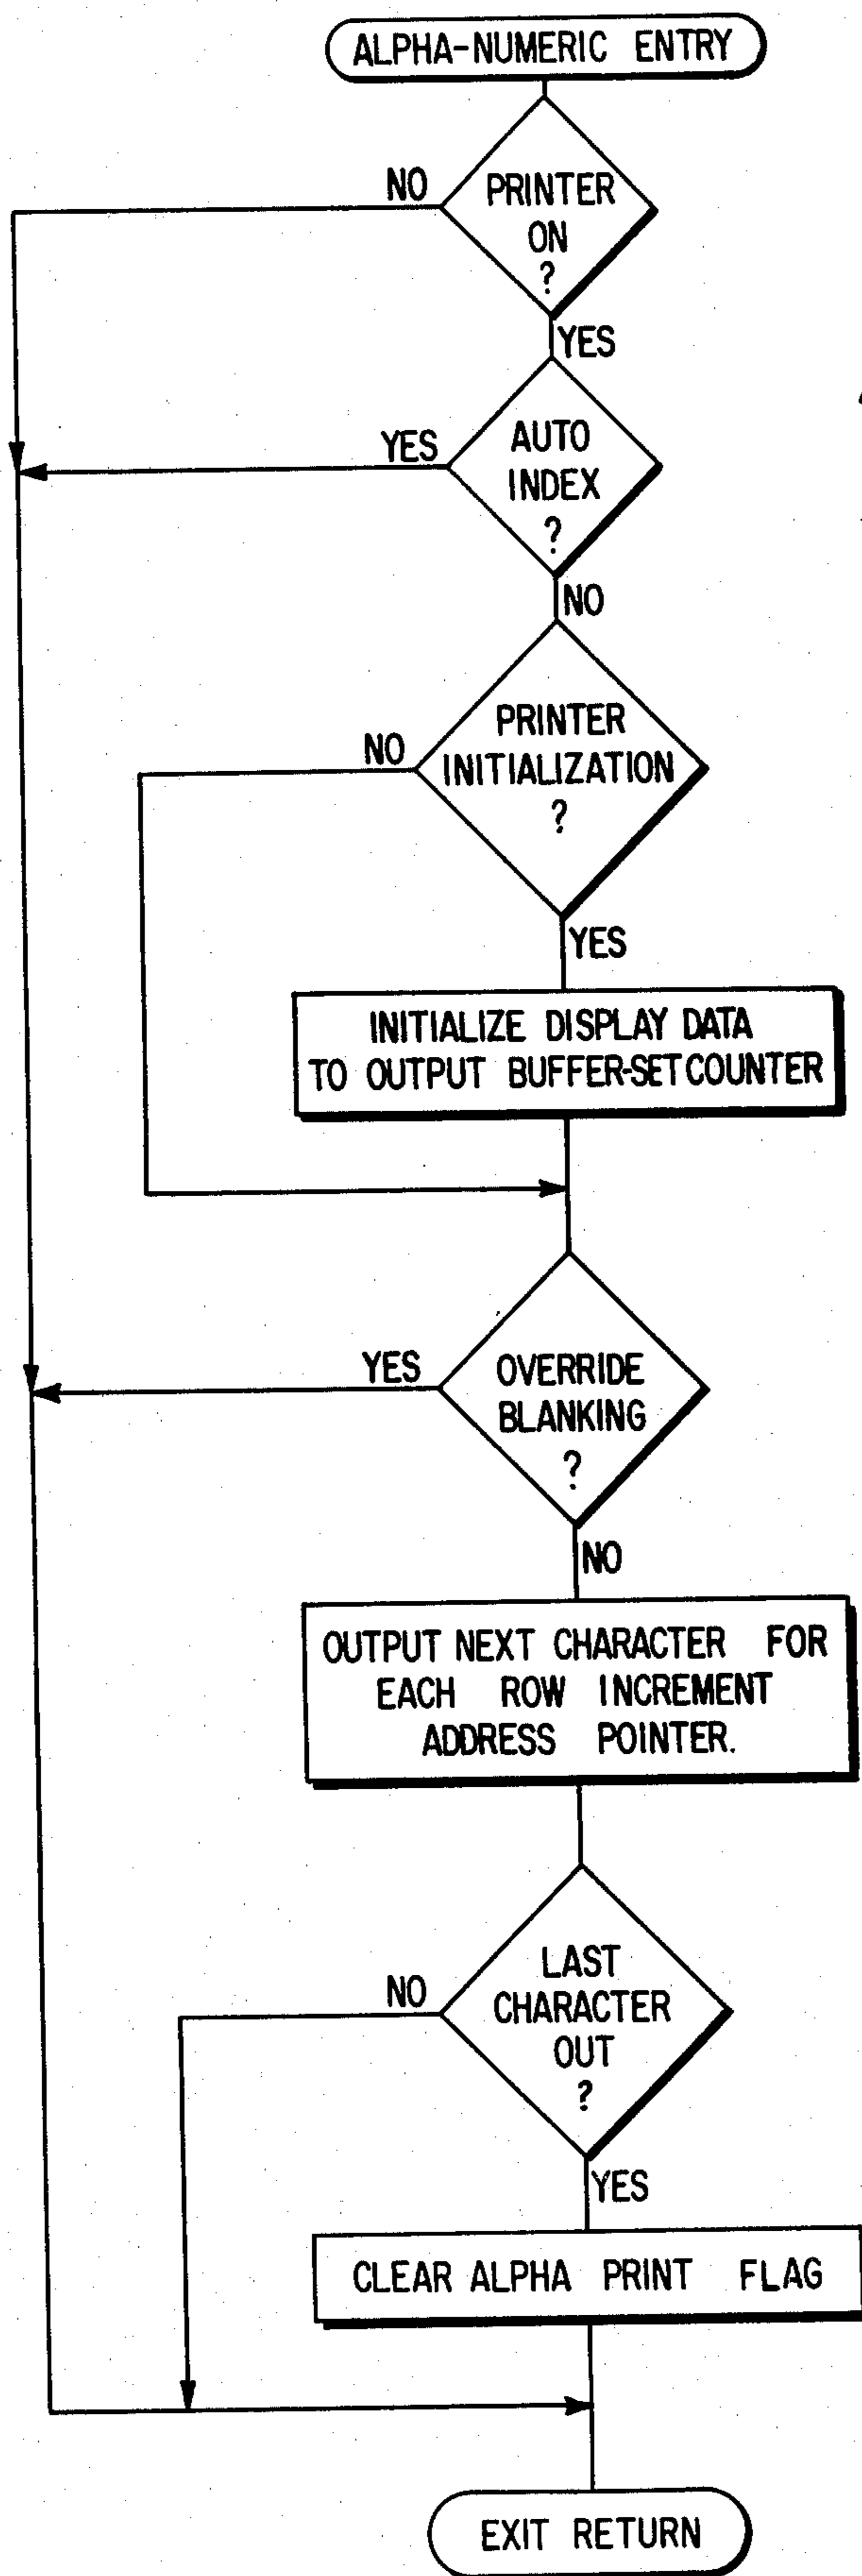 ALPHA-NUMERIC ENTRY
NO
PRINTER
ON
?
YES
YES
AUTO
INDEX
?
NO
NO
PRINTER
INITIALIZATION
?
YES
INITIALIZE DISPLAY DATA
TO OUTPUT BUFFER-SET COUNTER
YES
OVERRIDE
BLANKING
?
NO
OUTPUT NEXT CHARACTER FOR
EACH ROW INCREMENT
ADDRESS POINTER.
NO
LAST
CHARACTER
OUT
?
YES
CLEAR ALPHA PRINT FLAG
EXIT RETURN